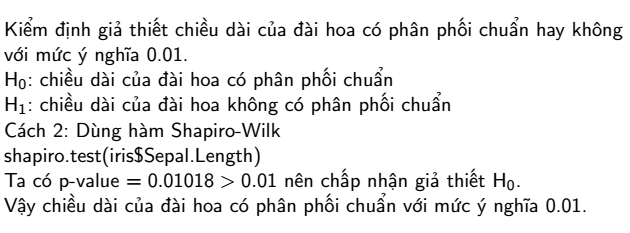 Kiểm định giả thiết chiều dài của đài hoa có phân phối chuẩn hay không
với mức ý nghĩa 0.01.
H₀: chiều dài của đài hoa có phân phối chuẩn
H₁: chiều dài của đài hoa không có phân phối chuẩn
Cách 2: Dùng hàm Shapiro-Wilk
shapiro.test(iris$Sepal.Length)
Ta có p-value = 0.01018 > 0.01 nên chấp nhận giả thiết H₀.
Vậy chiều dài của đài hoa có phân phối chuẩn với mức ý nghĩa 0.01.